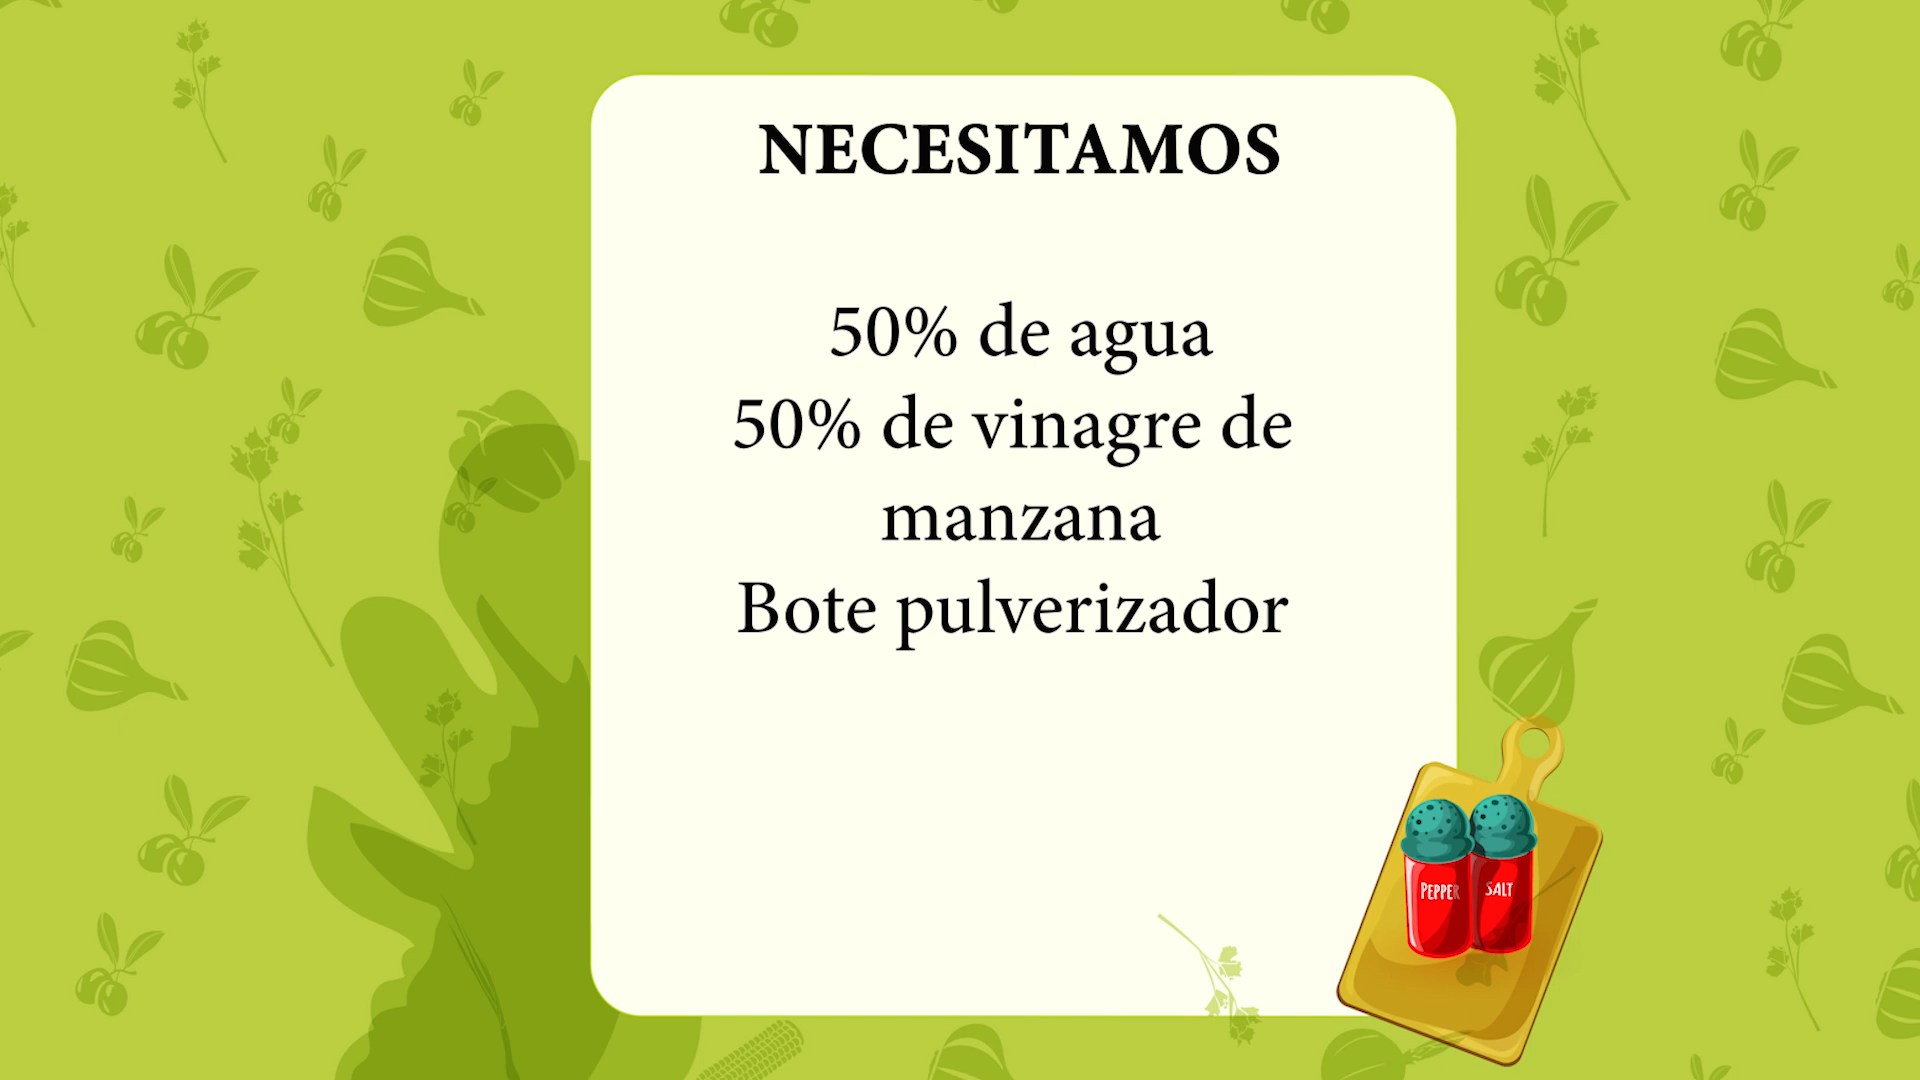 NECESITAMOS
50% de agua
50% de vinagre de
manzana
Bote pulverizador
PEPPER
SALT